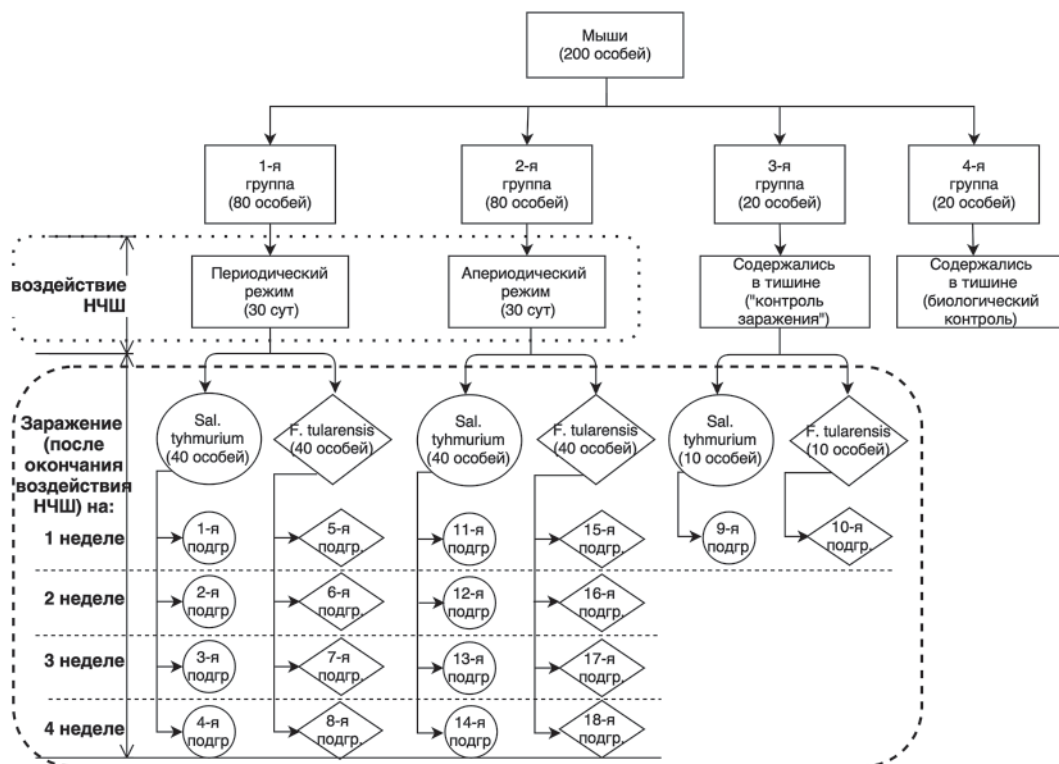 Мыши
(200 особей)
1-я
группа
(80 особей)
2-я
группа
(80 особей)
3-я
группа
(20 особей)
4-я
группа
(20 особей)
воздействие
НЧШ
Периодический
режим
(30 сут)
Апериодический
режим
(30 сут)
Содержались
в тишине
("контроль
заражения")
Содержались
в тишине
(биологический
контроль)
Заражение
(после
окончания
воздействия
НЧШ) на:
Sal.
tyhmurium
(40 особей)
F. tularensis
(40 особей)
Sal.
tyhmurium
(40 особей)
F. tularensis
(40 особей)
Sal.
tyhmurium
(10 особей)
F. tularensis
(10 особей)
1 неделе
1-я
подгр
5-я
подгр.
11-я
подгр
15-я
подгр.
9-я
подгр
10-я
подгр.
2 неделе
2-я
подгр
6-я
подгр.
12-я
подгр
16-я
подгр.
3 неделе
3-я
подгр
7-я
подгр.
13-я
подгр
17-я
подгр.
4 неделе
4-я
подгр
8-я
подгр.
14-я
подгр
18-я
подгр.